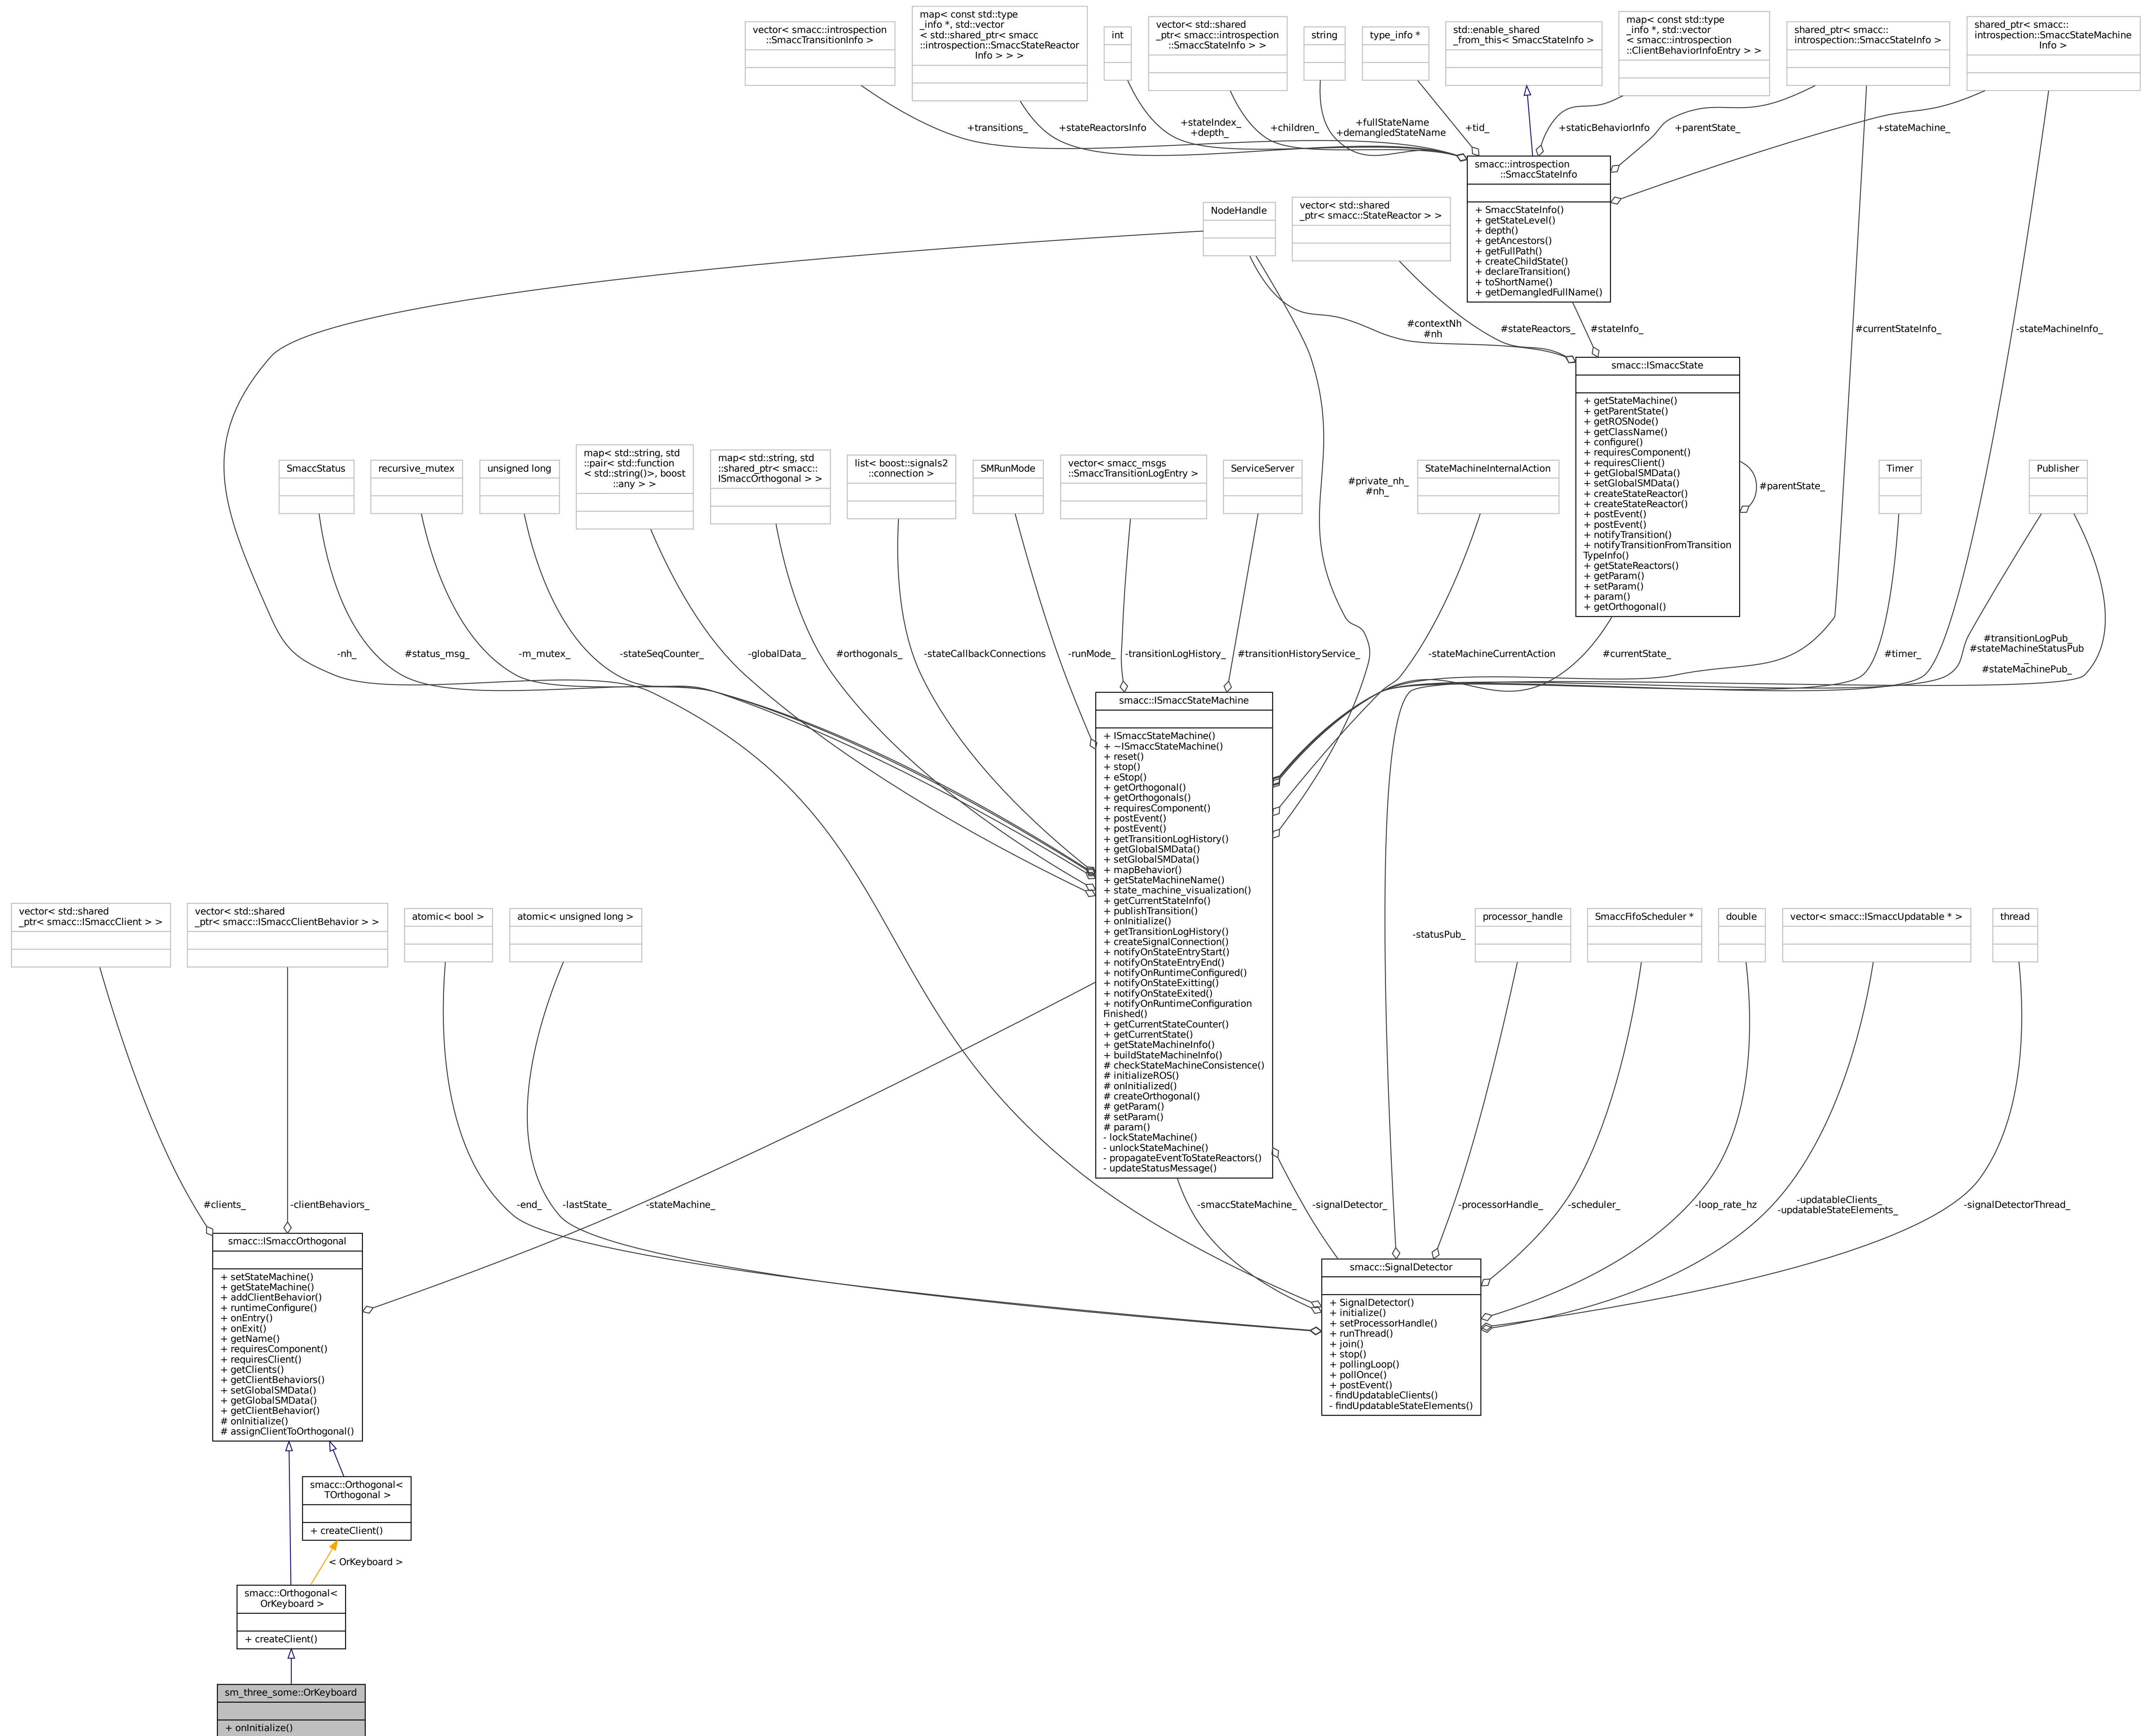 vector< smacc::introspection
::SmaccTransitionInfo >
map< const std::type
_info *, std::vector
< std::shared_ptr< smacc
::introspection::SmaccStateReactor
Info > > >
int
vector< std::shared
_ptr< smacc::introspection
::SmaccStateInfo > >
string
type_info *
std::enable_shared
_from_this< SmaccStateInfo >
map< const std::type
_info *, std::vector
< smacc::introspection
::ClientBehaviorInfoEntry > >
shared_ptr< smacc::
introspection::SmaccStateInfo >
shared_ptr< smacc::
introspection::SmaccStateMachine
Info >
+transitions_
+stateReactorsInfo
+stateIndex_
+depth_
+children_
+fullStateName
+demangledStateName
+tid_
+staticBehaviorInfo
+parentState_
+stateMachine_
smacc::introspection
::SmaccStateInfo
+ SmaccStateInfo()
+ getStateLevel()
+ depth()
+ getAncestors()
+ getFullPath()
+ createChildState()
+ declareTransition()
+ toShortName()
+ getDemangledFullName()
NodeHandle
vector< std::shared
_ptr< smacc::StateReactor > >
#contextNh
#nh
#stateReactors_
#stateInfo_
#currentStateInfo_
-stateMachineInfo_
smacc::ISmaccState
+ getStateMachine()
+ getParentState()
+ getROSNode()
+ getClassName()
+ configure()
+ requiresComponent()
+ requiresClient()
+ getGlobalSMData()
+ setGlobalSMData()
+ createStateReactor()
+ createStateReactor()
+ postEvent()
+ postEvent()
+ notifyTransition()
+ notifyTransitionFromTransition
TypeInfo()
+ getStateReactors()
+ getParam()
+ setParam()
+ param()
+ getOrthogonal()
#parentState_
SmaccStatus
recursive_mutex
unsigned long
map< std::string, std
::pair< std::function
< std::string()>, boost
::any > >
map< std::string, std
::shared_ptr< smacc::
ISmaccOrthogonal > >
list< boost::signals2
::connection >
SMRunMode
vector< smacc_msgs
::SmaccTransitionLogEntry >
ServiceServer
#private_nh_
#nh_
StateMachineInternalAction
Timer
Publisher
-nh_
#status_msg_
-m_mutex_
-stateSeqCounter_
-globalData_
#orthogonals_
-stateCallbackConnections
-runMode_
-transitionLogHistory_
#transitionHistoryService_
-stateMachineCurrentAction
#currentState_
#timer_
#transitionLogPub_
#stateMachineStatusPub
_
#stateMachinePub_
smacc::ISmaccStateMachine
+ ISmaccStateMachine()
+ ~ISmaccStateMachine()
+ reset()
+ stop()
+ eStop()
+ getOrthogonal()
+ getOrthogonals()
+ requiresComponent()
+ postEvent()
+ postEvent()
+ getTransitionLogHistory()
+ getGlobalSMData()
+ setGlobalSMData()
+ mapBehavior()
+ getStateMachineName()
+ state_machine_visualization()
+ getCurrentStateInfo()
+ publishTransition()
+ onInitialize()
+ getTransitionLogHistory()
+ createSignalConnection()
+ notifyOnStateEntryStart()
+ notifyOnStateEntryEnd()
+ notifyOnRuntimeConfigured()
+ notifyOnStateExitting()
+ notifyOnStateExited()
+ notifyOnRuntimeConfiguration
Finished()
+ getCurrentStateCounter()
+ getCurrentState()
+ getStateMachineInfo()
+ buildStateMachineInfo()
# checkStateMachineConsistence()
# initializeROS()
# onInitialized()
# createOrthogonal()
# getParam()
# setParam()
# param()
- lockStateMachine()
- unlockStateMachine()
- propagateEventToStateReactors()
- updateStatusMessage()
vector< std::shared
_ptr< smacc::ISmaccClient > >
vector< std::shared
_ptr< smacc::ISmaccClientBehavior > >
atomic< bool >
atomic< unsigned long >
-statusPub_
processor_handle
SmaccFifoScheduler *
double
vector< smacc::ISmaccUpdatable * >
thread
#clients_
-clientBehaviors_
-end_
-lastState_
-stateMachine_
-smaccStateMachine_
-signalDetector_
-processorHandle_
-scheduler_
-loop_rate_hz
-updatableClients_
-updatableStateElements_
-signalDetectorThread_
smacc::ISmaccOrthogonal
+ setStateMachine()
+ getStateMachine()
+ addClientBehavior()
+ runtimeConfigure()
+ onEntry()
+ onExit()
+ getName()
+ requiresComponent()
+ requiresClient()
+ getClients()
+ getClientBehaviors()
+ setGlobalSMData()
+ getGlobalSMData()
+ getClientBehavior()
# onInitialize()
# assignClientToOrthogonal()
smacc::SignalDetector
+ SignalDetector()
+ initialize()
+ setProcessorHandle()
+ runThread()
+ join()
+ stop()
+ pollingLoop()
+ pollOnce()
+ postEvent()
- findUpdatableClients()
- findUpdatableStateElements()
smacc::Orthogonal<
TOrthogonal >
+ createClient()
< OrKeyboard >
smacc::Orthogonal<
OrKeyboard >
+ createClient()
sm_three_some::OrKeyboard
+ onInitialize()